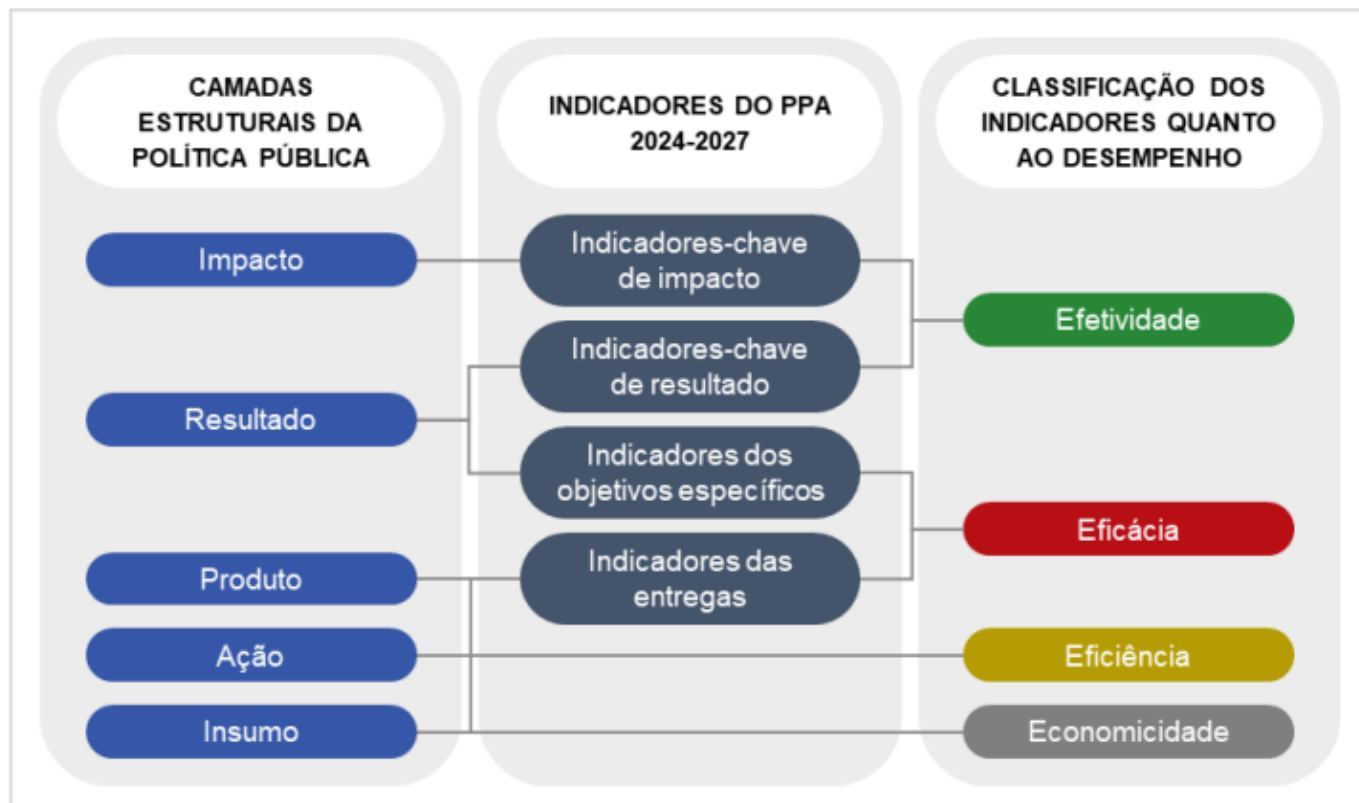 CAMADAS
ESTRUTURAIS DA
POLÍTICA PÚBLICA
Impacto
Resultado
Produto
Ação
Insumo
INDICADORES DO PPA
2024-2027
Indicadores-chave
de impacto
Indicadores-chave
de resultado
Indicadores dos
objetivos específicos
Indicadores das
entregas
CLASSIFICAÇÃO DOS
INDICADORES QUANTO
AO DESEMPENHO
Efetividade
Eficácia
Eficiência
Economicidade